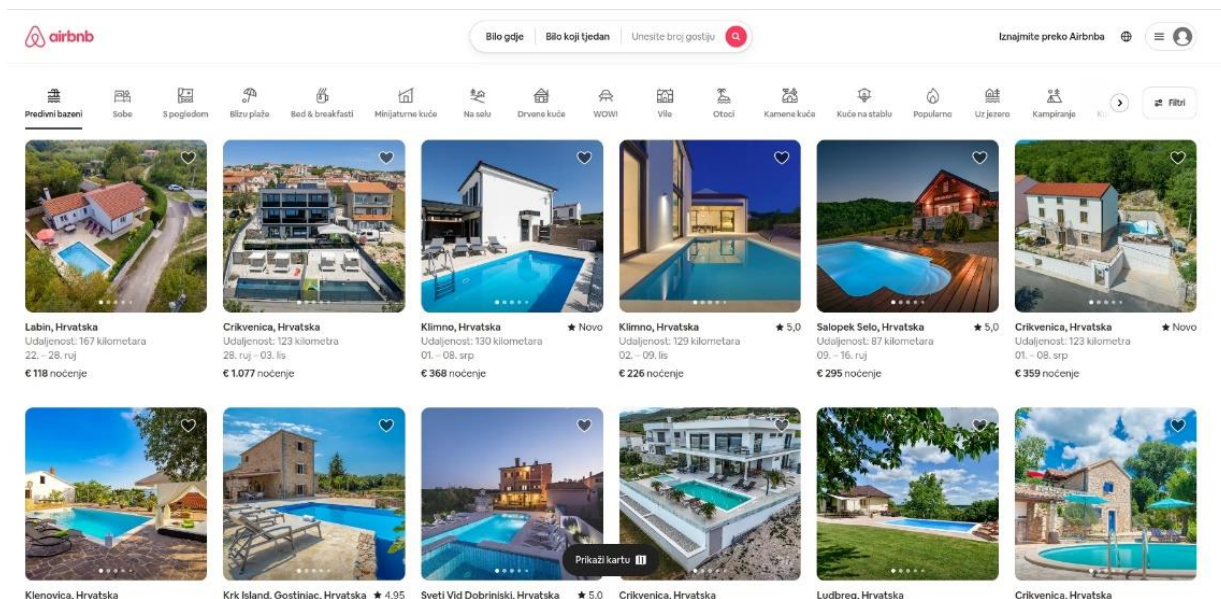 airbnb
Bilo gdje Bilo koji tjedan Unesite broj gostiju
Iznajmite preko Airbnba
Predivni bazeni Sobe S pogledom Blizu plaže Bed & breakfasti Minijaturne kuće Na selu Drvene kuće WOW! Vile Otoci Kamene kuće Kuće na stablu Popularno Uz jezero Kampiranje
Filtri
Labin, Hrvatska
Udaljenost: 167 kilometara
22. – 28. ruj
€ 118 noćenje
Crikvenica, Hrvatska
Udaljenost: 123 kilometra
28. ruj – 03. lis
€ 1.077 noćenje
Klimno, Hrvatska ★ Novo
Udaljenost: 130 kilometara
01. – 08. srp
€ 368 noćenje
Klimno, Hrvatska ★ 5,0
Udaljenost: 129 kilometara
02. – 09. lis
€ 226 noćenje
Salopek Selo, Hrvatska ★ 5,0
Udaljenost: 87 kilometara
09. – 16. ruj
€ 295 noćenje
Crikvenica, Hrvatska ★ Novo
Udaljenost: 123 kilometra
01. – 08. srp
€ 359 noćenje
Prikaži kartu
Klenovica, Hrvatska
Krk Island, Gostinjac, Hrvatska ★ 4,95
Sveti Vid Dobrinjski, Hrvatska ★ 5,0
Crikvenica, Hrvatska
Ludbreg, Hrvatska
Crikvenica, Hrvatska